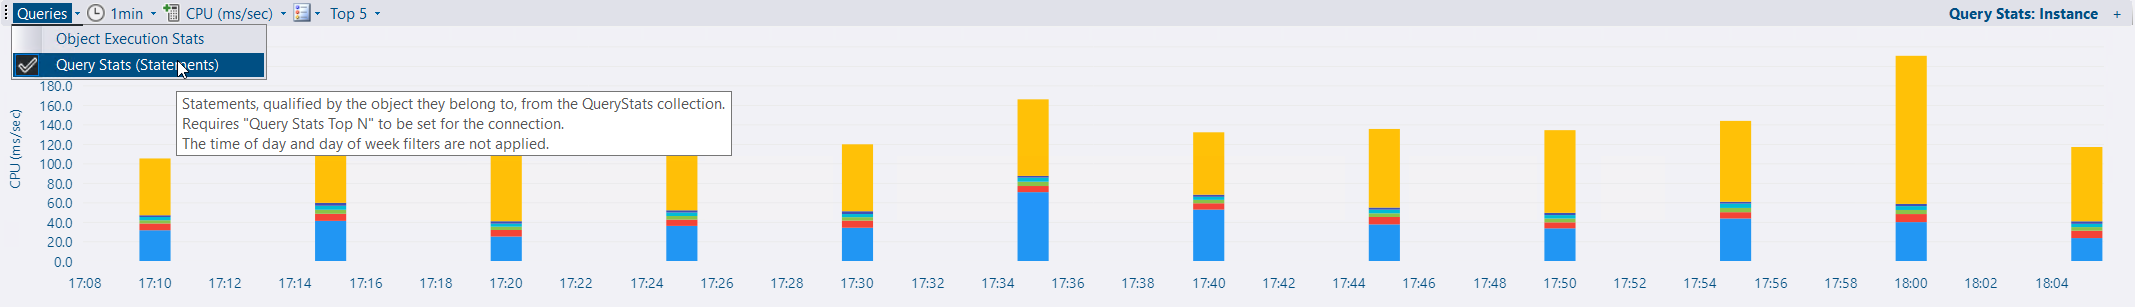 Queries 1min CPU (ms/sec) Top 5 Query Stats: Instance +
Object Execution Stats
Query Stats (Statements)
Statements, qualified by the object they belong to, from the QueryStats collection.
Requires "Query Stats Top N" to be set for the connection.
The time of day and day of week filters are not applied.
CPU (ms/sec)
180.0
160.0
140.0
120.0
100.0
80.0
60.0
40.0
20.0
0.0
17:08 17:10 17:12 17:14 17:16 17:18 17:20 17:22 17:24 17:26 17:28 17:30 17:32 17:34 17:36 17:38 17:40 17:42 17:44 17:46 17:48 17:50 17:52 17:54 17:56 17:58 18:00 18:02 18:04